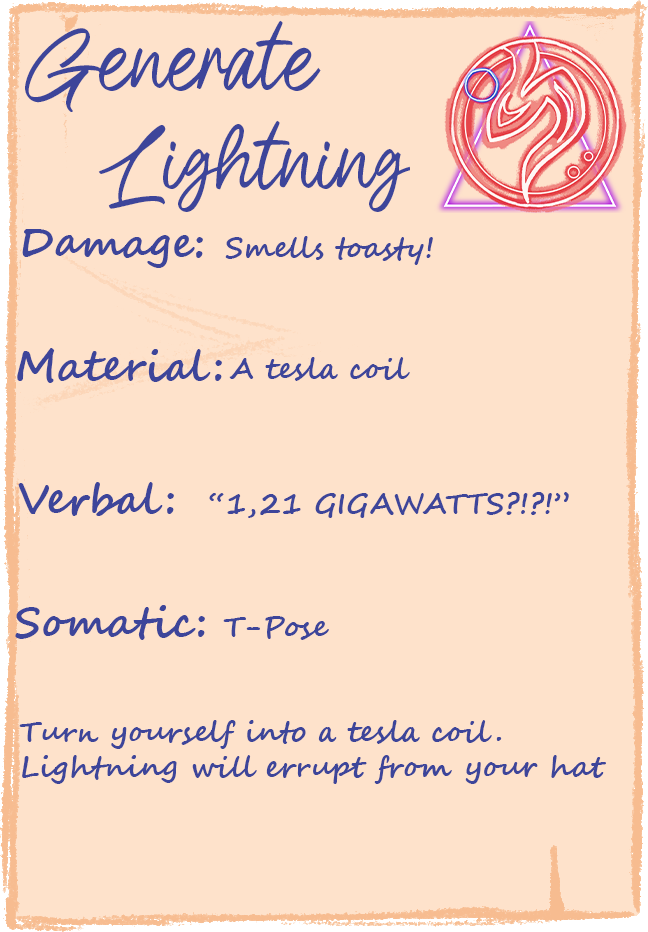 Generate
Lightning
Damage: Smells toasty!
Material: A tesla coil
Verbal: “1,21 GIGAWATTS?!?!”
Somatic: T-Pose
Turn yourself into a tesla coil.
Lightning will errupt from your hat